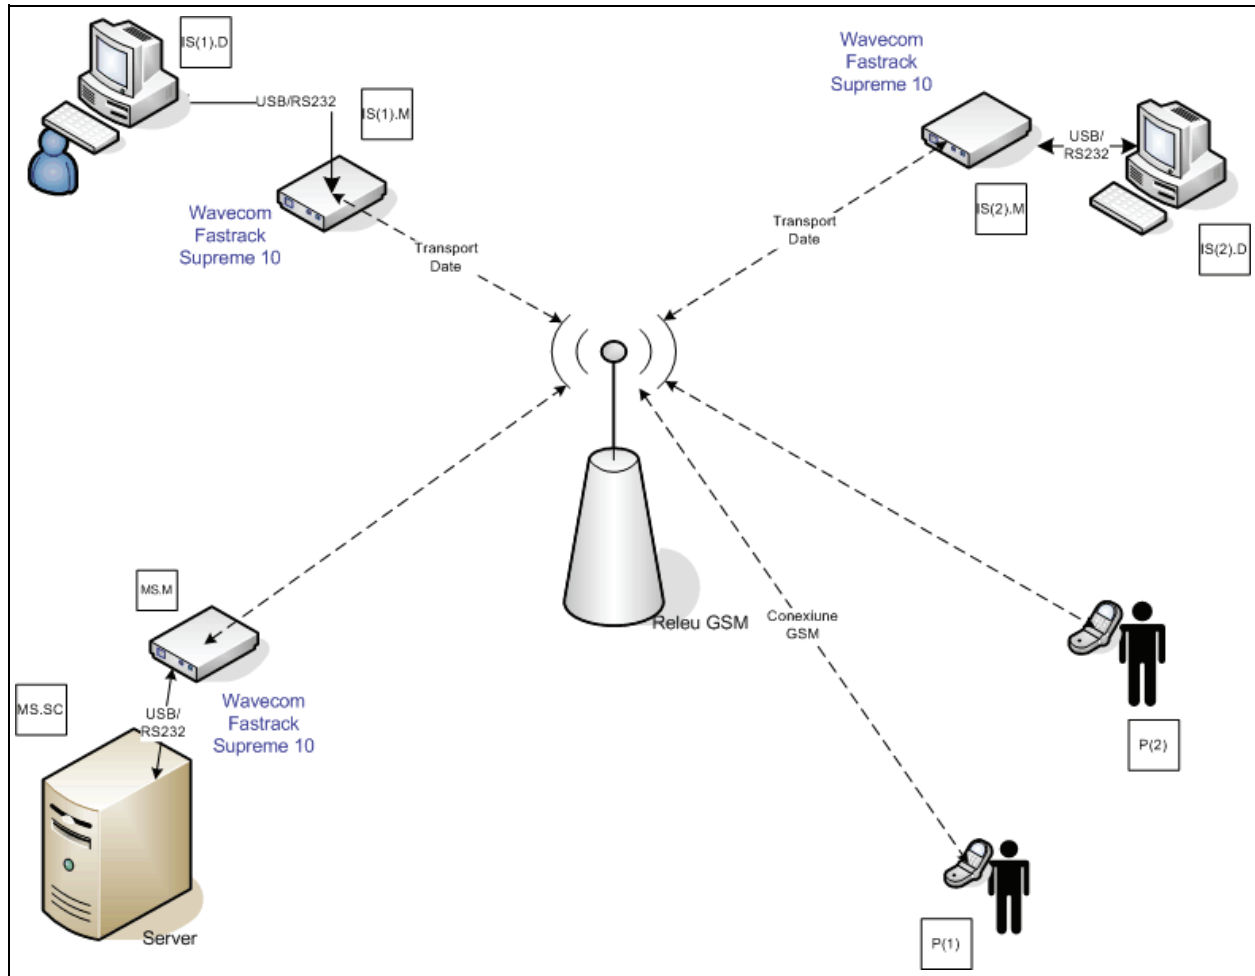 IS(1).D
USB/RS232
IS(1).M
Wavecom
Fastrack
Supreme 10
Transport
Date
Wavecom
Fastrack
Supreme 10
USB/
RS232
IS(2).M
IS(2).D
Transport
Date
Releu GSM
Conexiune
GSM
MS.M
MS.SC
USB/
RS232
Wavecom
Fastrack
Supreme 10
Server
P(2)
P(1)